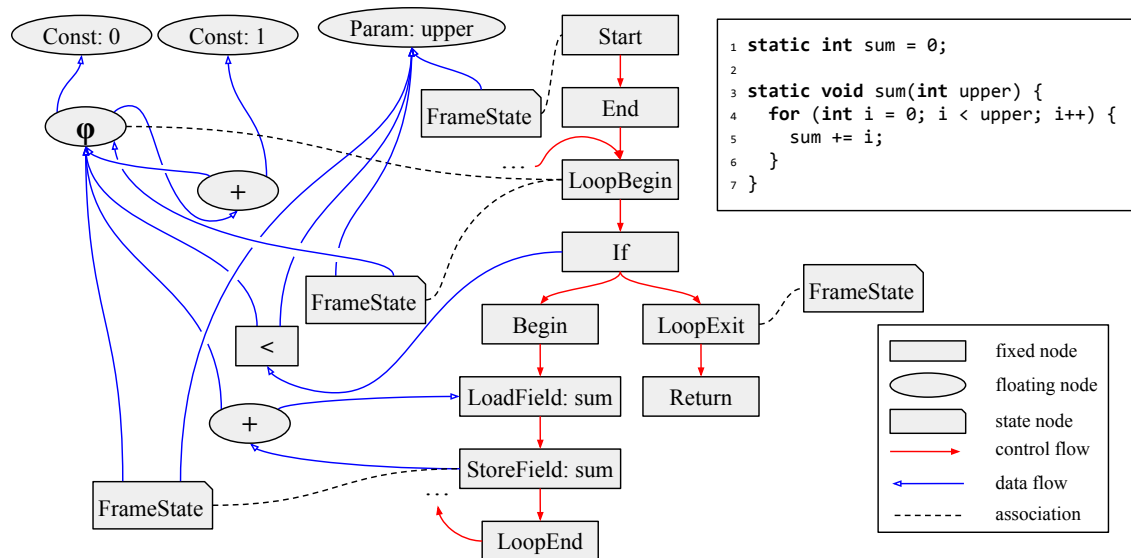 Const: 0
Const: 1
Param: upper
Start
FrameState
End
φ
...
LoopBegin
+
If
FrameState
FrameState
Begin
LoopExit
<
LoadField: sum
Return
+
StoreField: sum
FrameState
...
LoopEnd
1 static int sum = 0;
2
3 static void sum(int upper) {
4 for (int i = 0; i < upper; i++) {
5 sum += i;
6 }
7 }
fixed node
floating node
state node
control flow
data flow
association